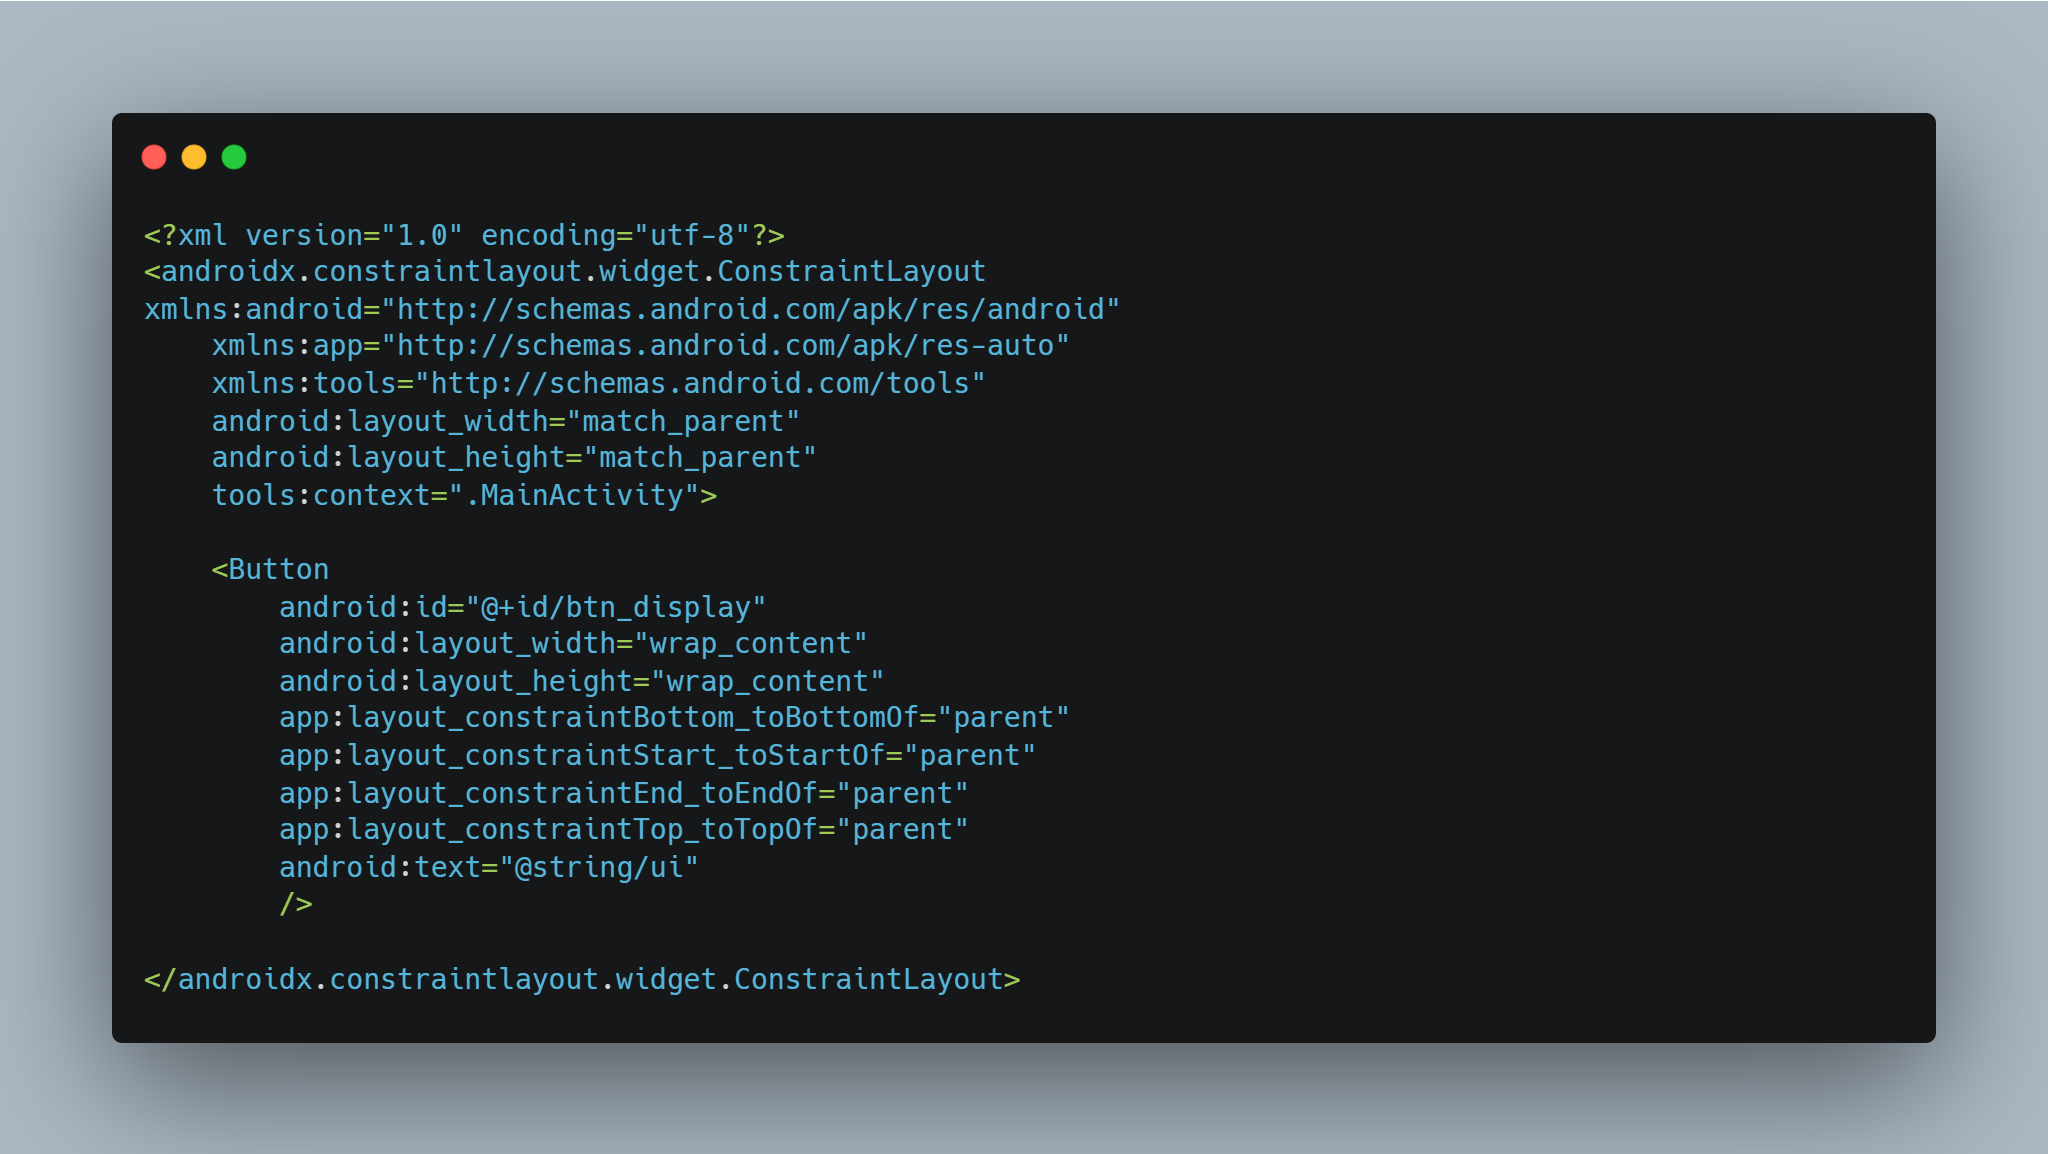 <?xml version="1.0" encoding="utf-8"?>
<androidx.constraintlayout.widget.ConstraintLayout
xmlns:android="http://schemas.android.com/apk/res/android"
    xmlns:app="http://schemas.android.com/apk/res-auto"
    xmlns:tools="http://schemas.android.com/tools"
    android:layout_width="match_parent"
    android:layout_height="match_parent"
    tools:context=".MainActivity">

    <Button
        android:id="@+id/btn_display"
        android:layout_width="wrap_content"
        android:layout_height="wrap_content"
        app:layout_constraintBottom_toBottomOf="parent"
        app:layout_constraintStart_toStartOf="parent"
        app:layout_constraintEnd_toEndOf="parent"
        app:layout_constraintTop_toTopOf="parent"
        android:text="@string/ui"
        />

</androidx.constraintlayout.widget.ConstraintLayout>